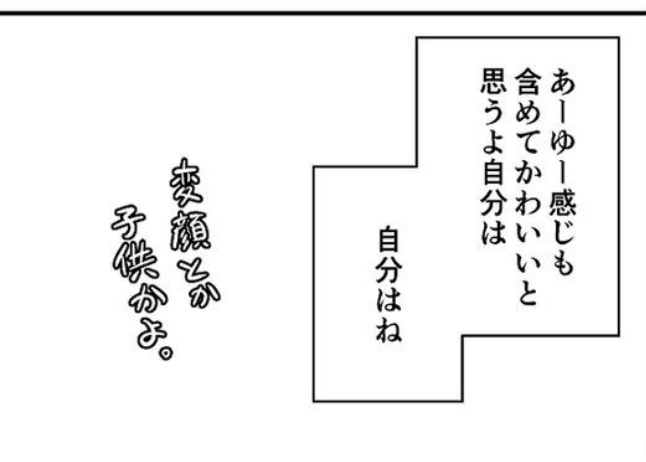 あーゆー感じも
含めてかわいいと
思うよ自分は
自分はね
変顔とか
子供かよ。